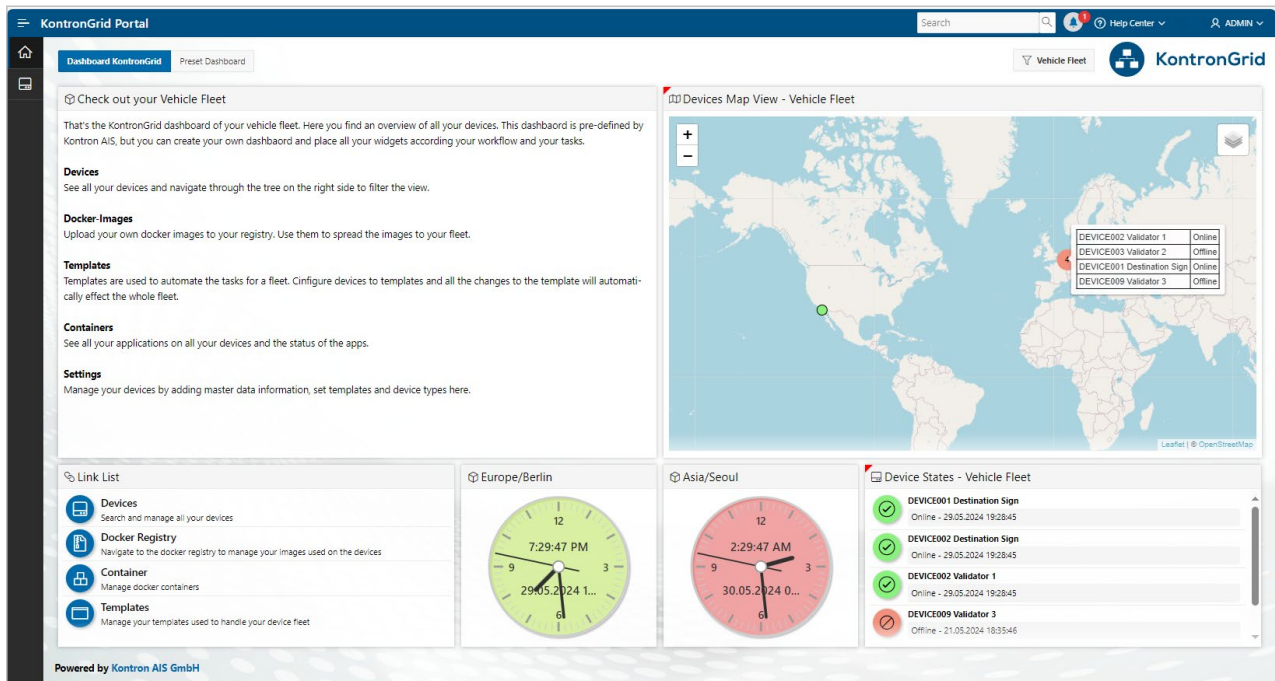 KontronGrid Portal
Search
1
Help Center
ADMIN
Dashboard KontronGrid
Preset Dashboard
Vehicle Fleet
KontronGrid
Check out your Vehicle Fleet
That's the KontronGrid dashboard of your vehicle fleet. Here you find an overview of all your devices. This dashbaord is pre-defined by
Kontron AIS, but you can create your own dashbaord and place all your widgets according your workflow and your tasks.
Devices
See all your devices and navigate through the tree on the right side to filter the view.
Docker-Images
Upload your own docker images to your registry. Use them to spread the images to your fleet.
Templates
Templates are used to automate the tasks for a fleet. Cinfigure devices to templates and all the changes to the template will automati-
cally effect the whole fleet.
Containers
See all your applications on all your devices and the status of the apps.
Settings
Manage your devices by adding master data information, set templates and device types here.
Devices Map View - Vehicle Fleet
+
−
4
DEVICE002 Validator 1 Online
DEVICE003 Validator 2 Offline
DEVICE001 Destination Sign Online
DEVICE009 Validator 3 Offline
Leaflet | © OpenStreetMap
Link List
Devices
Search and manage all your devices
Docker Registry
Navigate to the docker registry to manage your images used on the devices
Container
Manage docker containers
Templates
Manage your templates used to handle your device fleet
Europe/Berlin
12
7:29:47 PM
9 3
29.05.2024 1...
6
Asia/Seoul
12
2:29:47 AM
9 3
30.05.2024 0...
6
Device States - Vehicle Fleet
DEVICE001 Destination Sign
Online - 29.05.2024 19:28:45
DEVICE002 Destination Sign
Online - 29.05.2024 19:28:45
DEVICE002 Validator 1
Online - 29.05.2024 19:28:45
DEVICE009 Validator 3
Offline - 21.05.2024 18:35:46
Powered by Kontron AIS GmbH